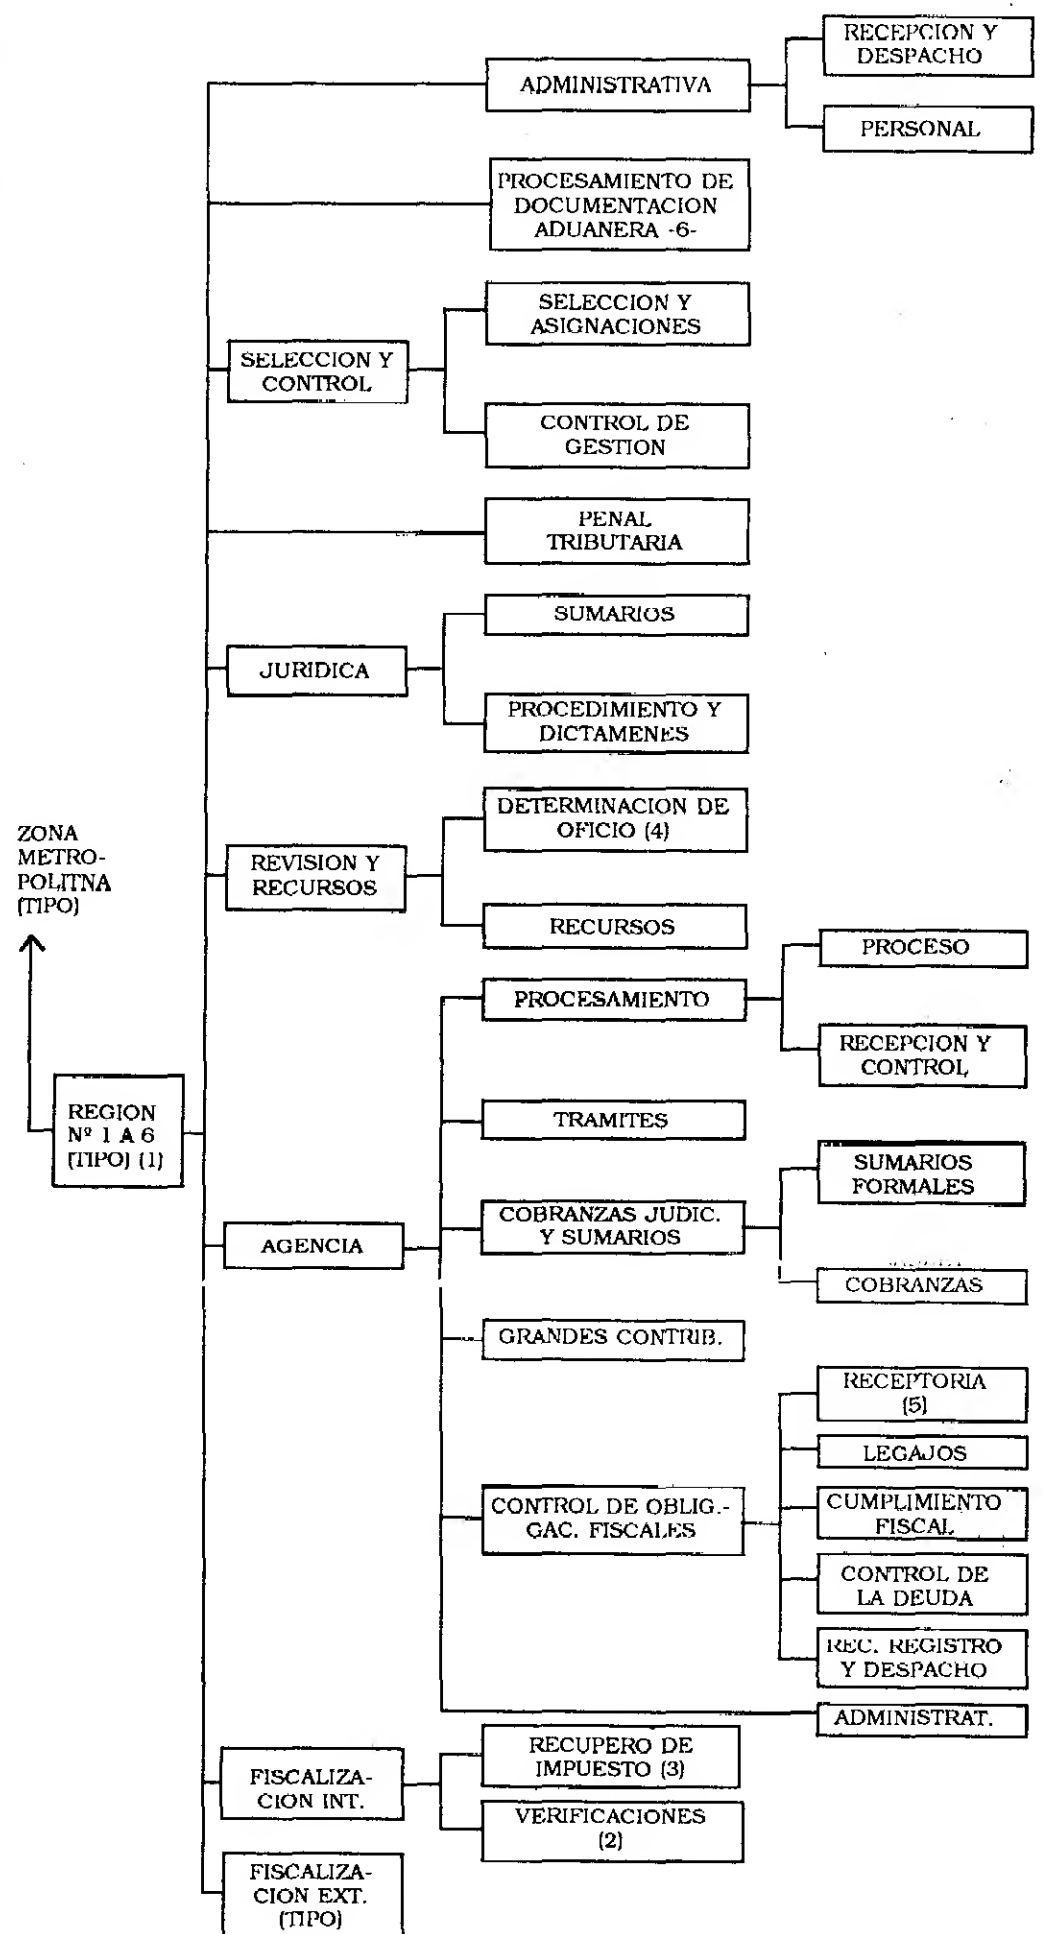 RECEPCION Y
DESPACHO
ADMINISTRATIVA
PERSONAL
PROCESAMIENTO DE
DOCUMENTACION
ADUANERA -6-
SELECCION Y
ASIGNACIONES
SELECCION Y
CONTROL
CONTROL DE
GESTION
PENAL
TRIBUTARIA
SUMARIOS
JURIDICA
PROCEDIMIENTO Y
DICTAMENES
DETERMINACION DE
OFICIO (4)
ZONA
METRO-
POLITNA
(TIPO)
REVISION Y
RECURSOS
RECURSOS
PROCESO
PROCESAMIENTO
RECEPCION Y
CONTROL
REGION
Nº 1 A 6
(TIPO) (1)
TRAMITES
SUMARIOS
FORMALES
COBRANZAS JUDIC.
Y SUMARIOS
AGENCIA
COBRANZAS
GRANDES CONTRIB.
RECEPTORIA
(5)
LEGAJOS
CONTROL DE OBLIG.-
GAC. FISCALES
CUMPLIMIENTO
FISCAL
CONTROL DE
LA DEUDA
REC. REGISTRO
Y DESPACHO
ADMINISTRAT.
RECUPERO DE
IMPUESTO (3)
FISCALIZA-
CION INT.
VERIFICACIONES
(2)
FISCALIZA-
CION EXT.
(TIPO)